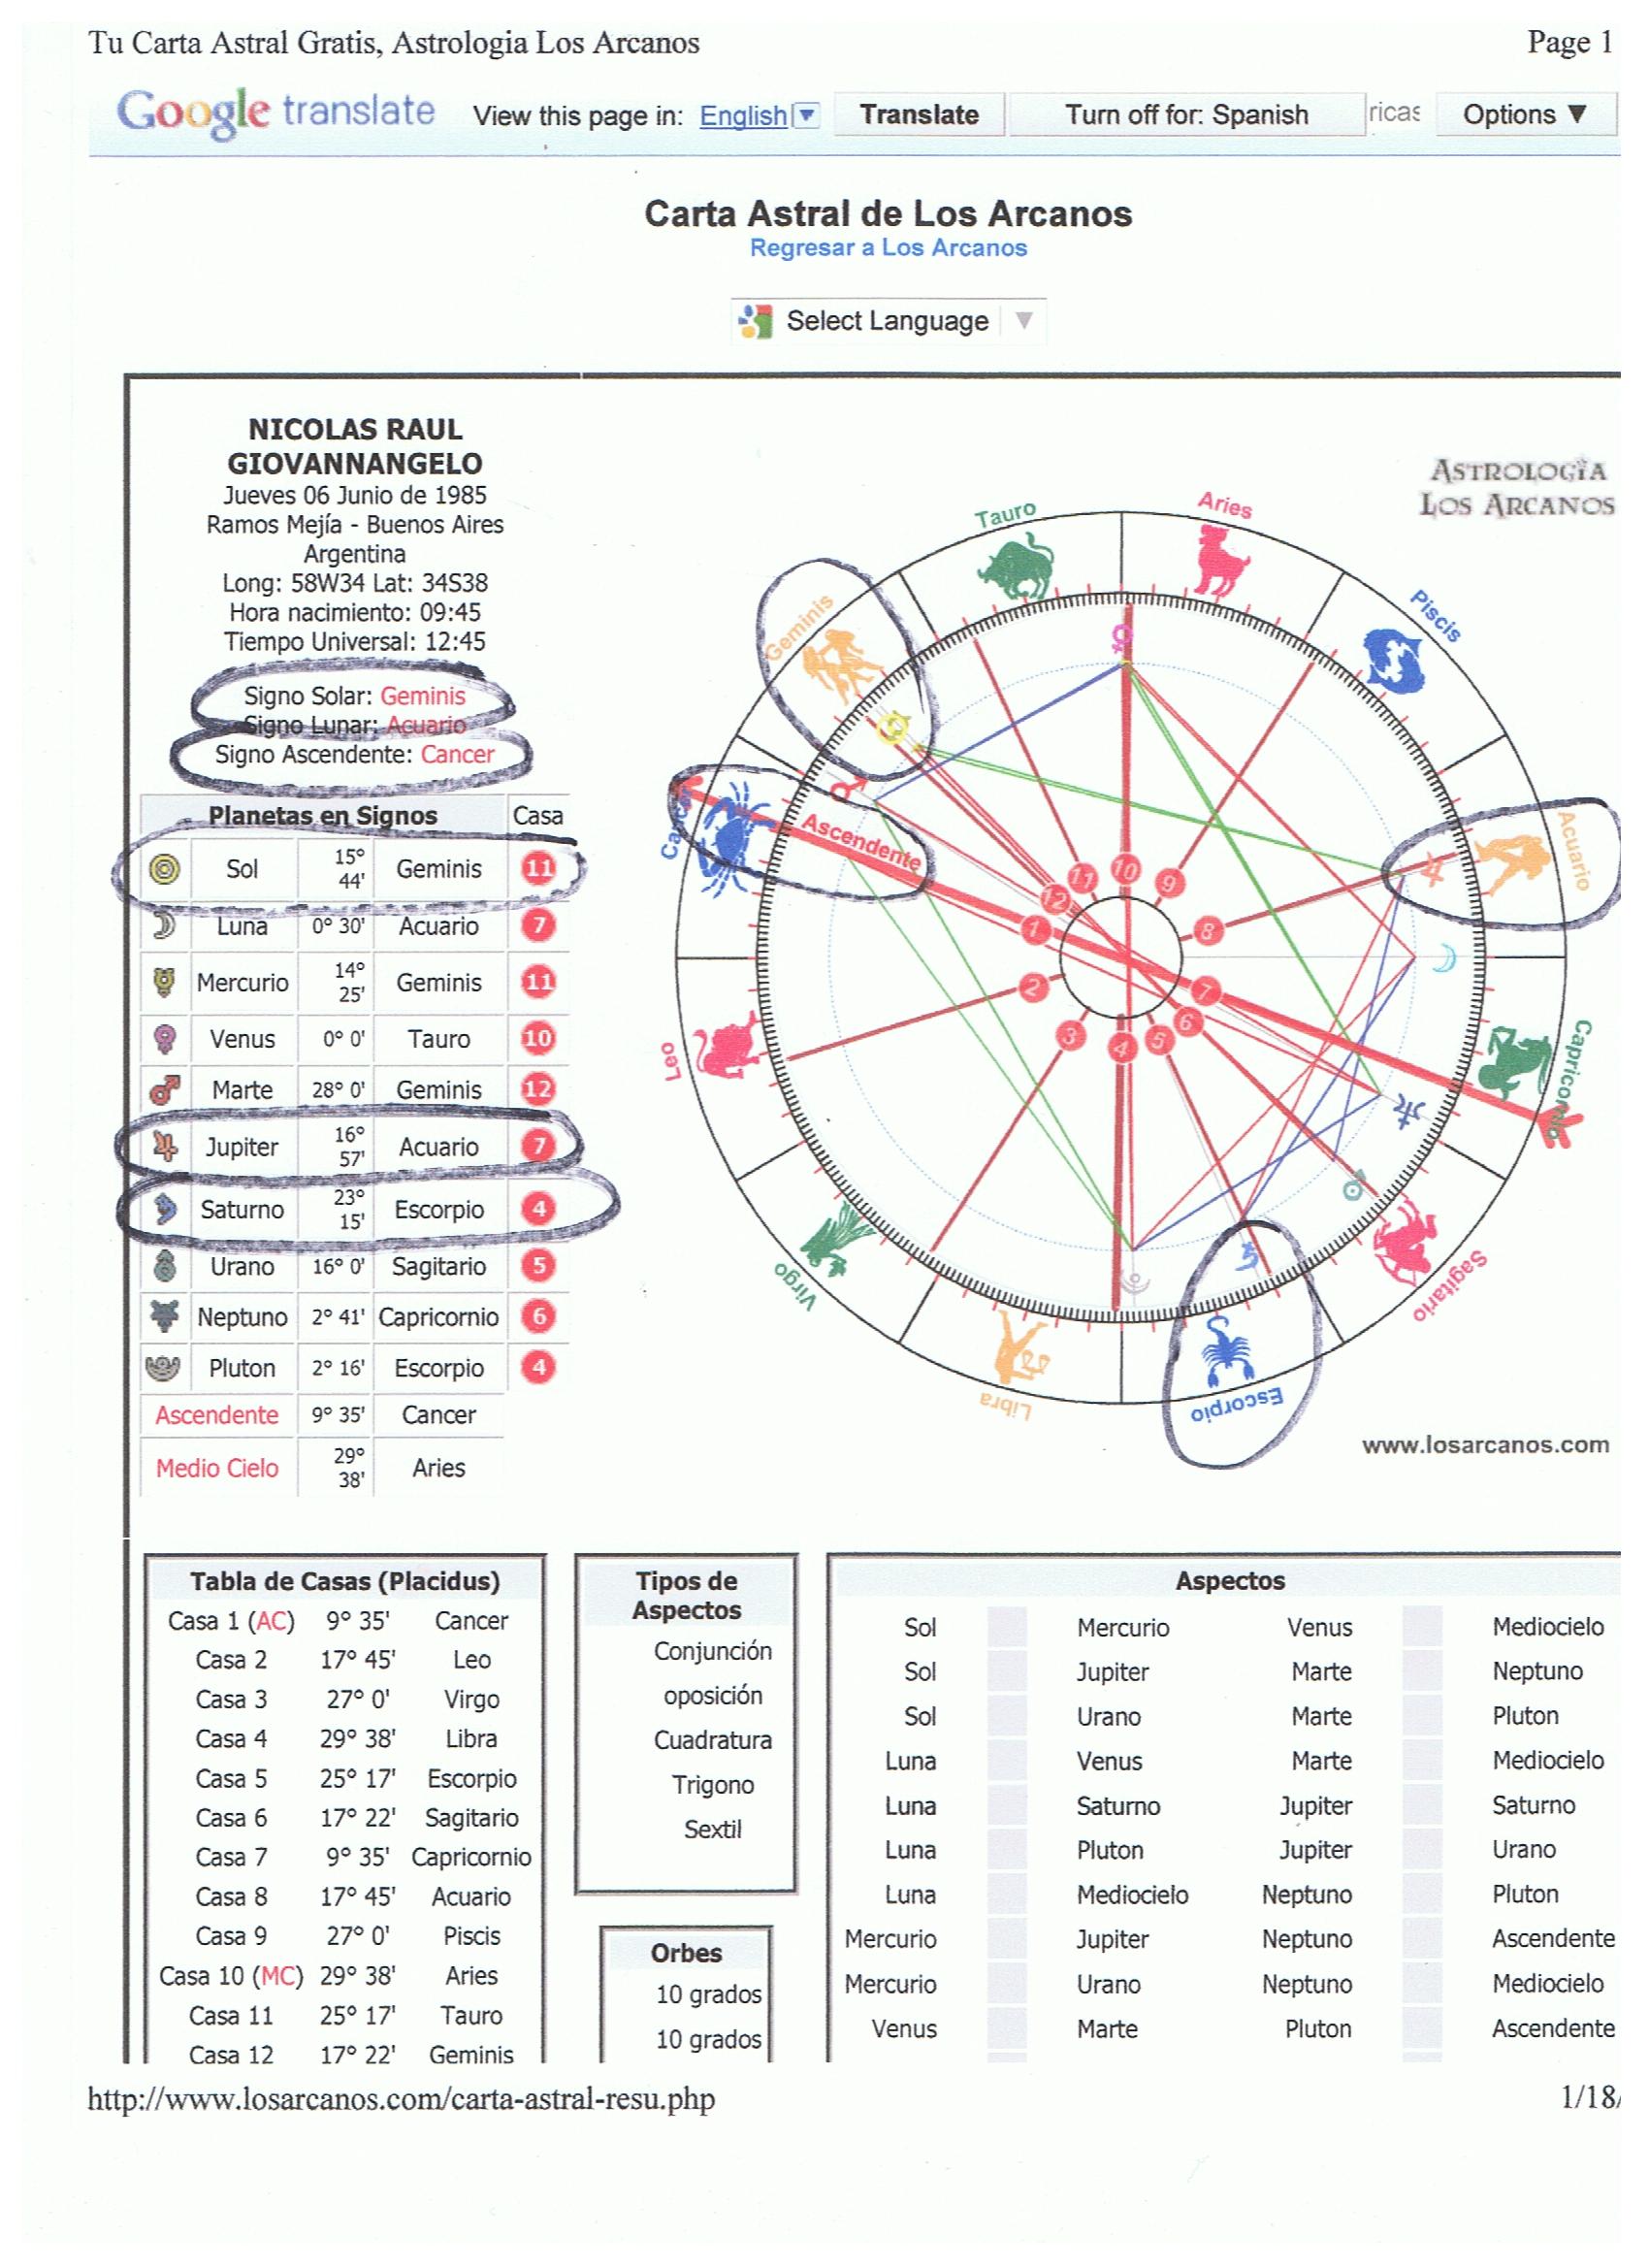 Tu Carta Astral Gratis, Astrologia Los Arcanos Page 1
Google translate View this page in: English Translate Turn off for: Spanish ricas Options ▼
Carta Astral de Los Arcanos
Regresar a Los Arcanos
Select Language ▼
NICOLAS RAUL
GIOVANNANGELO
Jueves 06 Junio de 1985
Ramos Mejía - Buenos Aires
Argentina
Long: 58W34 Lat: 34S38
Hora nacimiento: 09:45
Tiempo Universal: 12:45
Signo Solar: Geminis
Signo Lunar: Acuario
Signo Ascendente: Cancer
Planetas en Signos Casa
Sol 15° 44' Geminis 11
Luna 0° 30' Acuario 7
Mercurio 14° 25' Geminis 11
Venus 0° 0' Tauro 10
Marte 28° 0' Geminis 12
Jupiter 16° 57' Acuario 7
Saturno 23° 15' Escorpio 4
Urano 16° 0' Sagitario 5
Neptuno 2° 41' Capricornio 6
Pluton 2° 16' Escorpio 4
Ascendente 9° 35' Cancer
Medio Cielo 29° 38' Aries
ASTROLOGÌA
LOS ARCANOS
Aries
Tauro
Geminis
Cancer
Leo
Virgo
Libra
Escorpio
Sagitario
Capricornio
Acuario
Piscis
Ascendente
1
2
3
4
5
6
7
8
9
10
11
12
www.losarcanos.com
Tabla de Casas (Placidus)
Casa 1 (AC) 9° 35' Cancer
Casa 2 17° 45' Leo
Casa 3 27° 0' Virgo
Casa 4 29° 38' Libra
Casa 5 25° 17' Escorpio
Casa 6 17° 22' Sagitario
Casa 7 9° 35' Capricornio
Casa 8 17° 45' Acuario
Casa 9 27° 0' Piscis
Casa 10 (MC) 29° 38' Aries
Casa 11 25° 17' Tauro
Casa 12 17° 22' Geminis
Tipos de
Aspectos
Conjunción
oposición
Cuadratura
Trigono
Sextil
Orbes
10 grados
10 grados
Aspectos
Sol Mercurio Venus Mediocielo
Sol Jupiter Marte Neptuno
Sol Urano Marte Pluton
Luna Venus Marte Mediocielo
Luna Saturno Jupiter Saturno
Luna Pluton Jupiter Urano
Luna Mediocielo Neptuno Pluton
Mercurio Jupiter Neptuno Ascendente
Mercurio Urano Neptuno Mediocielo
Venus Marte Pluton Ascendente
http://www.losarcanos.com/carta-astral-resu.php 1/18/